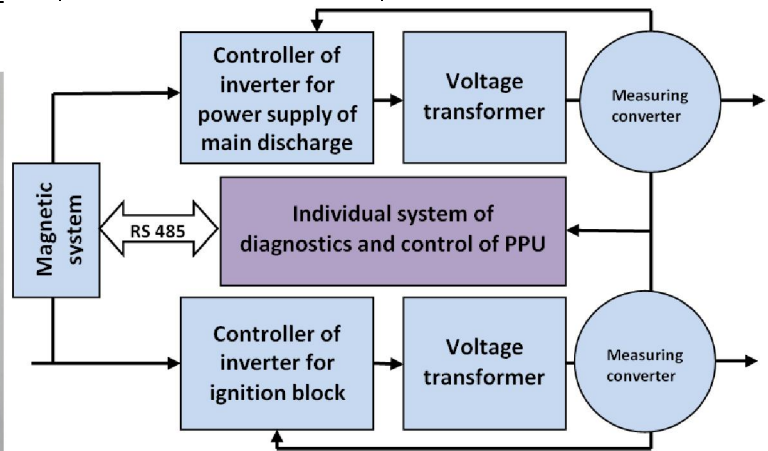 Controller of
inverter for
power supply of
main discharge
Voltage
transformer
Measuring
converter
Magnetic
system
RS 485
Individual system of
diagnostics and control of PPU
Controller of
inverter for
ignition block
Voltage
transformer
Measuring
converter